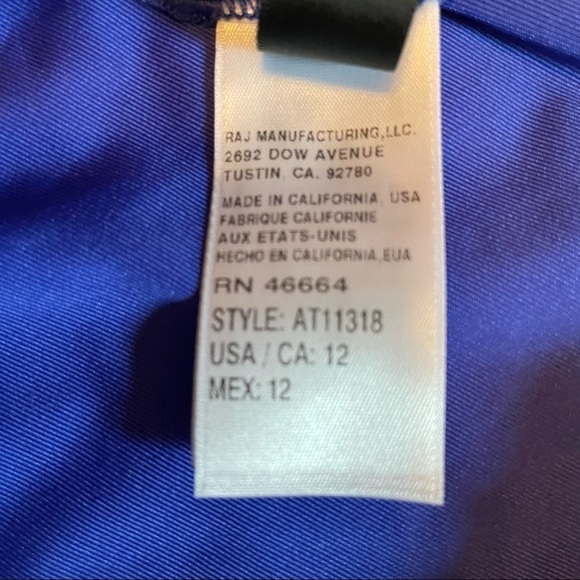 RAJ MANUFACTURING,LLC.
2692 DOW AVENUE
TUSTIN, CA. 92780
MADE IN CALIFORNIA, USA
FABRIQUE CALIFORNIE
AUX ETATS-UNIS
HECHO EN CALIFORNIA,EUA
RN 46664
STYLE: AT11318
USA / CA: 12
MEX: 12